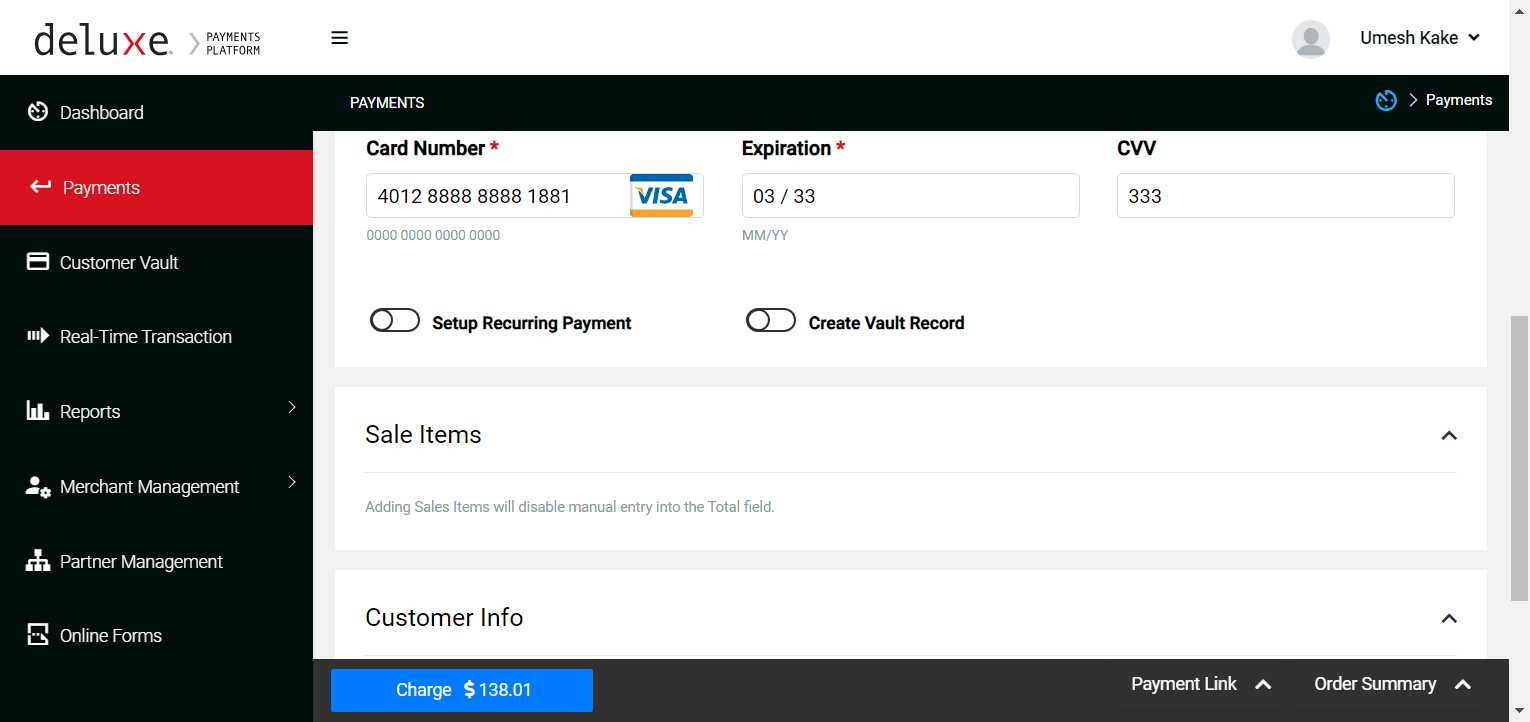 deluxe. PAYMENTS PLATFORM
Umesh Kake
Dashboard
Payments
Customer Vault
Real-Time Transaction
Reports
Merchant Management
Partner Management
Online Forms
PAYMENTS
Payments
Card Number * Expiration * CVV
4012 8888 8888 1881 VISA 03 / 33 333
0000 0000 0000 0000 MM/YY
Setup Recurring Payment Create Vault Record
Sale Items
Adding Sales Items will disable manual entry into the Total field.
Customer Info
Charge $ 138.01 Payment Link Order Summary